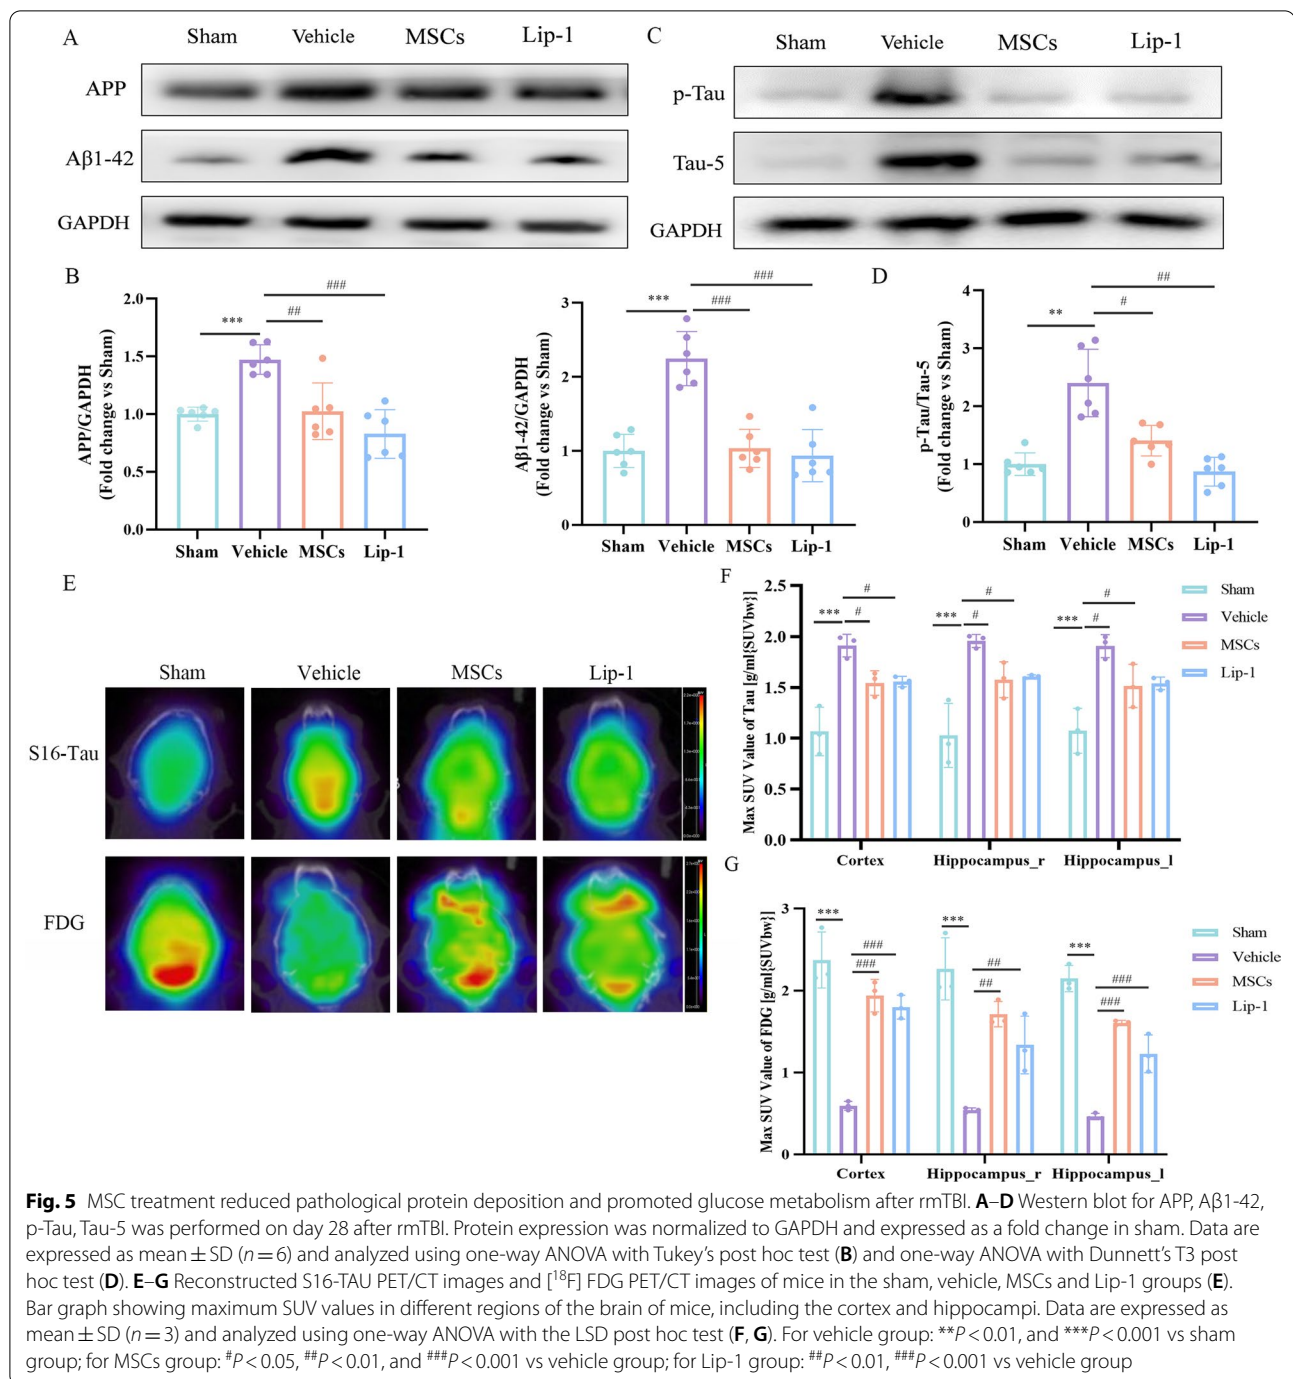 A
Sham Vehicle MSCs Lip-1
APP
Aβ1-42
GAPDH
C
Sham Vehicle MSCs Lip-1
p-Tau
Tau-5
GAPDH
B
APP/GAPDH
(Fold change vs Sham)
1.5
1.0
0.5
0.0
***
##
###
Sham Vehicle MSCs Lip-1
Aβ1-42/GAPDH
(Fold change vs Sham)
3
2
1
0
***
###
###
Sham Vehicle MSCs Lip-1
D
p-Tau/Tau-5
(Fold change vs Sham)
4
3
2
1
0
**
#
##
Sham Vehicle MSCs Lip-1
E
Sham Vehicle MSCs Lip-1
S16-Tau
FDG
F
Max SUV Value of Tau [g/ml{SUVbw}]
2.5
2.0
1.5
1.0
0.5
0.0
*** # #
*** # #
*** # #
Cortex Hippocampus_r Hippocampus_l
Sham
Vehicle
MSCs
Lip-1
G
Max SUV Value of FDG [g/ml{SUVbw}]
3
2
1
0
*** ### ###
*** ## ##
*** ### ###
Cortex Hippocampus_r Hippocampus_l
Sham
Vehicle
MSCs
Lip-1
Fig. 5 MSC treatment reduced pathological protein deposition and promoted glucose metabolism after rmTBI. A–D Western blot for APP, Aβ1-42,
p-Tau, Tau-5 was performed on day 28 after rmTBI. Protein expression was normalized to GAPDH and expressed as a fold change in sham. Data are
expressed as mean ± SD (n = 6) and analyzed using one-way ANOVA with Tukey's post hoc test (B) and one-way ANOVA with Dunnett's T3 post
hoc test (D). E–G Reconstructed S16-TAU PET/CT images and [¹⁸F] FDG PET/CT images of mice in the sham, vehicle, MSCs and Lip-1 groups (E).
Bar graph showing maximum SUV values in different regions of the brain of mice, including the cortex and hippocampi. Data are expressed as
mean ± SD (n = 3) and analyzed using one-way ANOVA with the LSD post hoc test (F, G). For vehicle group: **P < 0.01, and ***P < 0.001 vs sham
group; for MSCs group: #P < 0.05, ##P < 0.01, and ###P < 0.001 vs vehicle group; for Lip-1 group: ##P < 0.01, ###P < 0.001 vs vehicle group